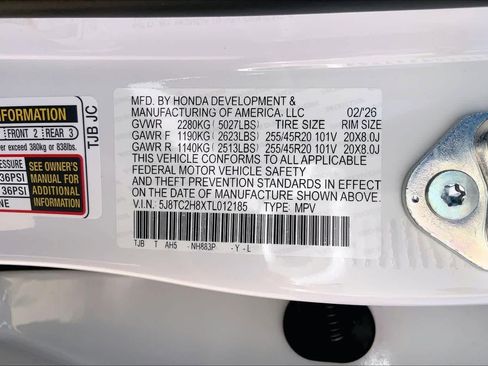 INFORMATION
FRONT 2 REAR 3
er exceed 380kg or 838lbs.
TJB JC
PRESSURE
36PSI
36PSI
NE
SEE OWNER'S
MANUAL FOR
ADDITIONAL
INFORMATION
MFD. BY HONDA DEVELOPMENT &
MANUFACTURING OF AMERICA, LLC 02/'26
GVWR 2280KG (5027LBS) TIRE SIZE RIM SIZE
GAWR F 1190KG (2623LBS) 255/45R20 101V 20X8.0J
GAWR R 1140KG (2513LBS) 255/45R20 101V 20X8.0J
THIS VEHICLE CONFORMS TO ALL APPLICABLE
FEDERAL MOTOR VEHICLE SAFETY
AND THEFT PREVENTION STANDARDS IN EFFECT
ON THE DATE OF MANUFACTURE SHOWN ABOVE.
V.I.N. 5J8TC2H8XTL012185 TYPE: MPV
TJB T AH5 NH883P -Y-L